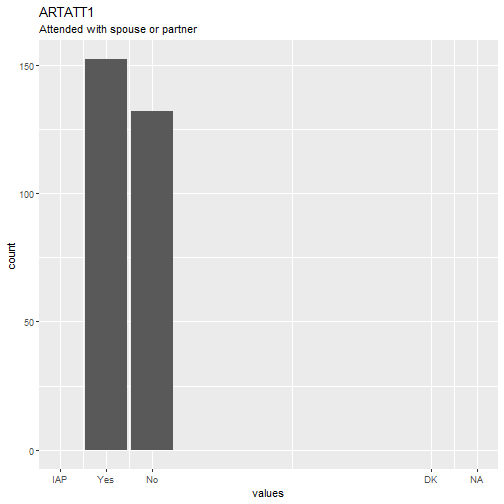 ARTATT1
Attended with spouse or partner
150
100
50
0
count
IAP Yes No DK NA
values